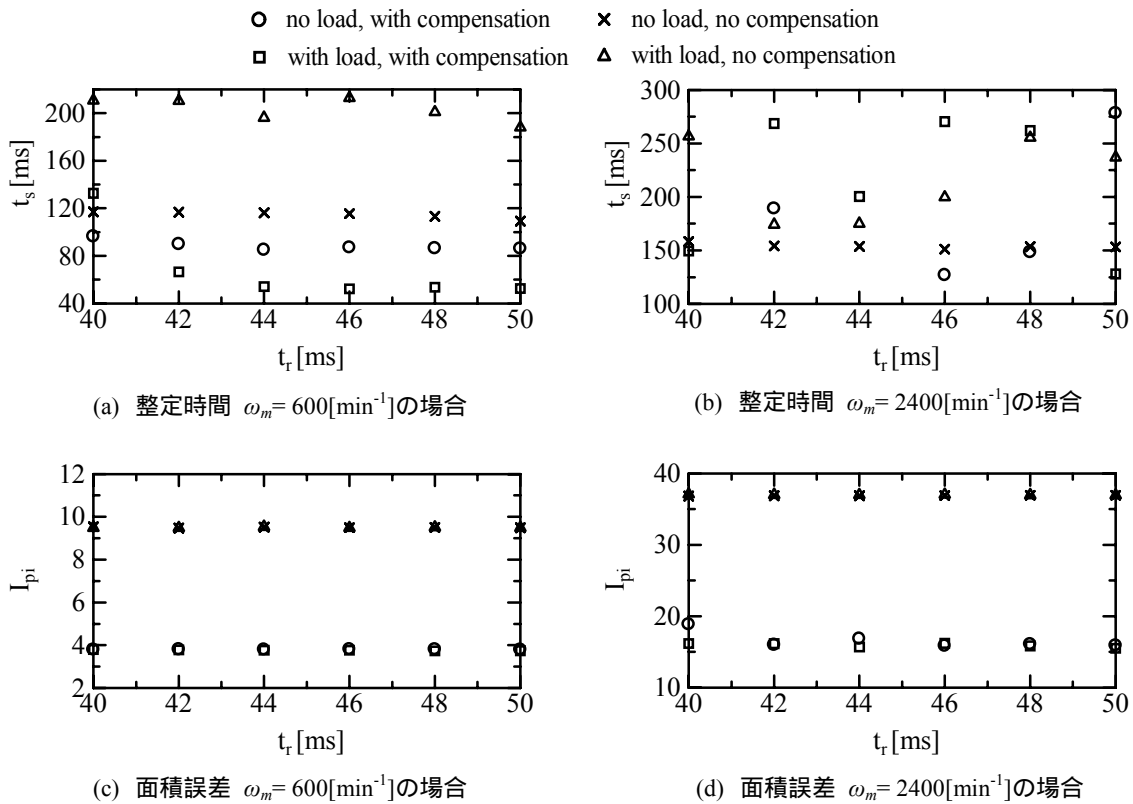 ○ no load, with compensation × no load, no compensation
□ with load, with compensation △ with load, no compensation
200
160
120
80
40
t_s [ms]
40 42 44 46 48 50
t_r [ms]
(a) 整定時間 ω_m= 600[min⁻¹]の場合
300
250
200
150
100
t_s [ms]
40 42 44 46 48 50
t_r [ms]
(b) 整定時間 ω_m= 2400[min⁻¹]の場合
12
10
8
6
4
2
I_pi
40 42 44 46 48 50
t_r [ms]
(c) 面積誤差 ω_m= 600[min⁻¹]の場合
40
30
20
10
I_pi
40 42 44 46 48 50
t_r [ms]
(d) 面積誤差 ω_m= 2400[min⁻¹]の場合